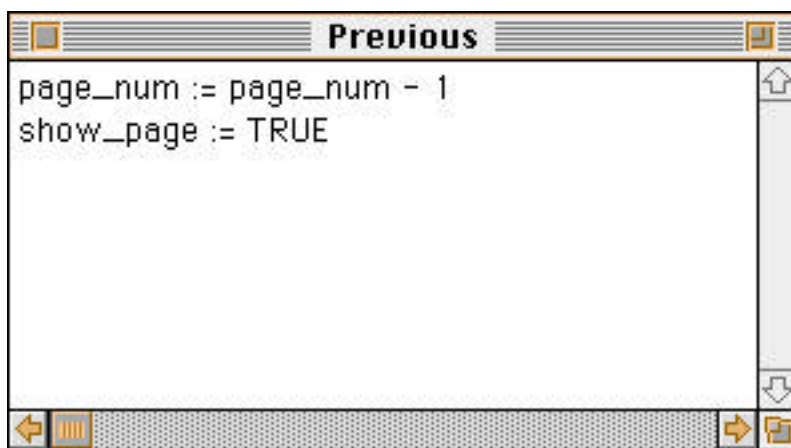 Previous
page_num := page_num - 1
show_page := TRUE